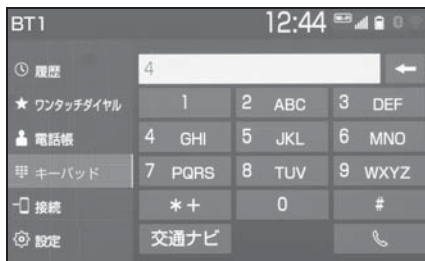 BT1 12:44
履歴
ワンタッチダイヤル
電話帳
キーパッド
接続
設定
4
1 2 ABC 3 DEF
4 GHI 5 JKL 6 MNO
7 PQRS 8 TUV 9 WXYZ
*+ 0 #
交通ナビ